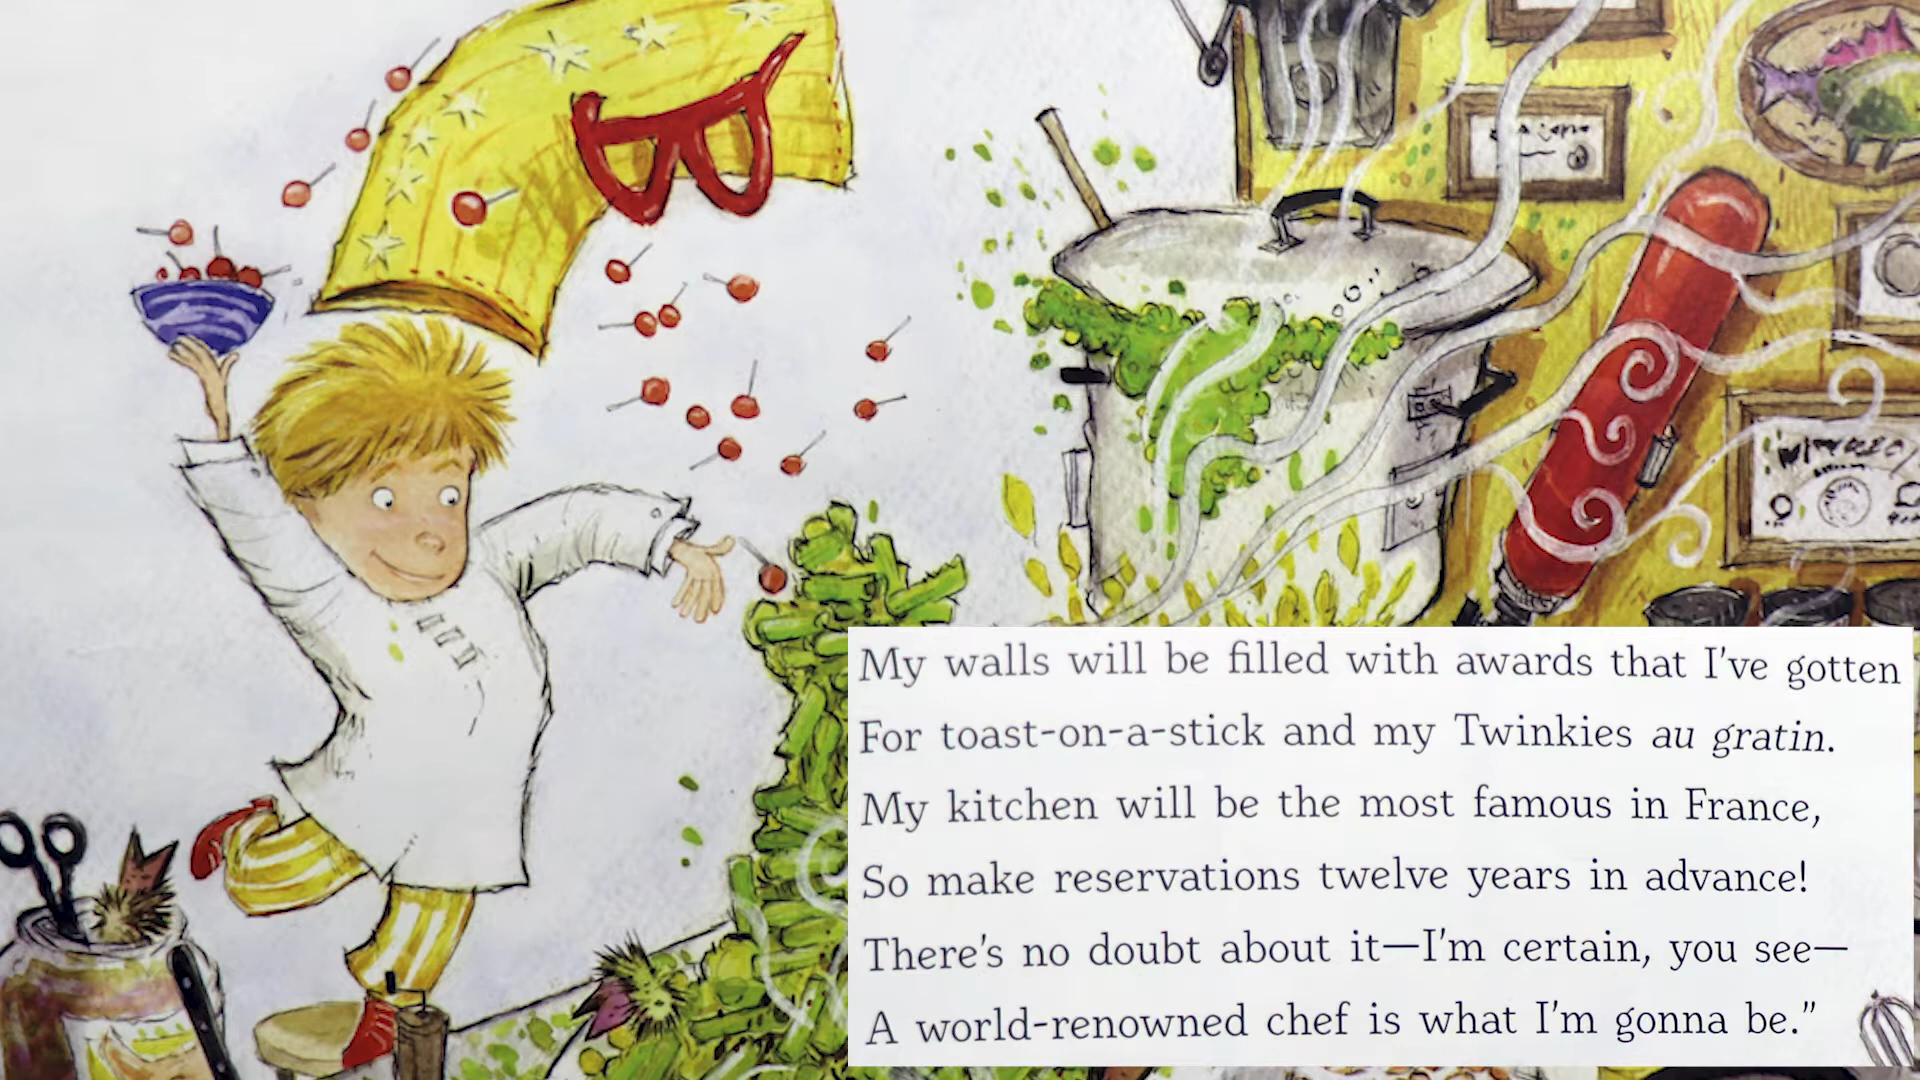 My walls will be filled with awards that I've gotten
For toast-on-a-stick and my Twinkies au gratin.
My kitchen will be the most famous in France,
So make reservations twelve years in advance!
There's no doubt about it—I'm certain, you see—
A world-renowned chef is what I'm gonna be.”